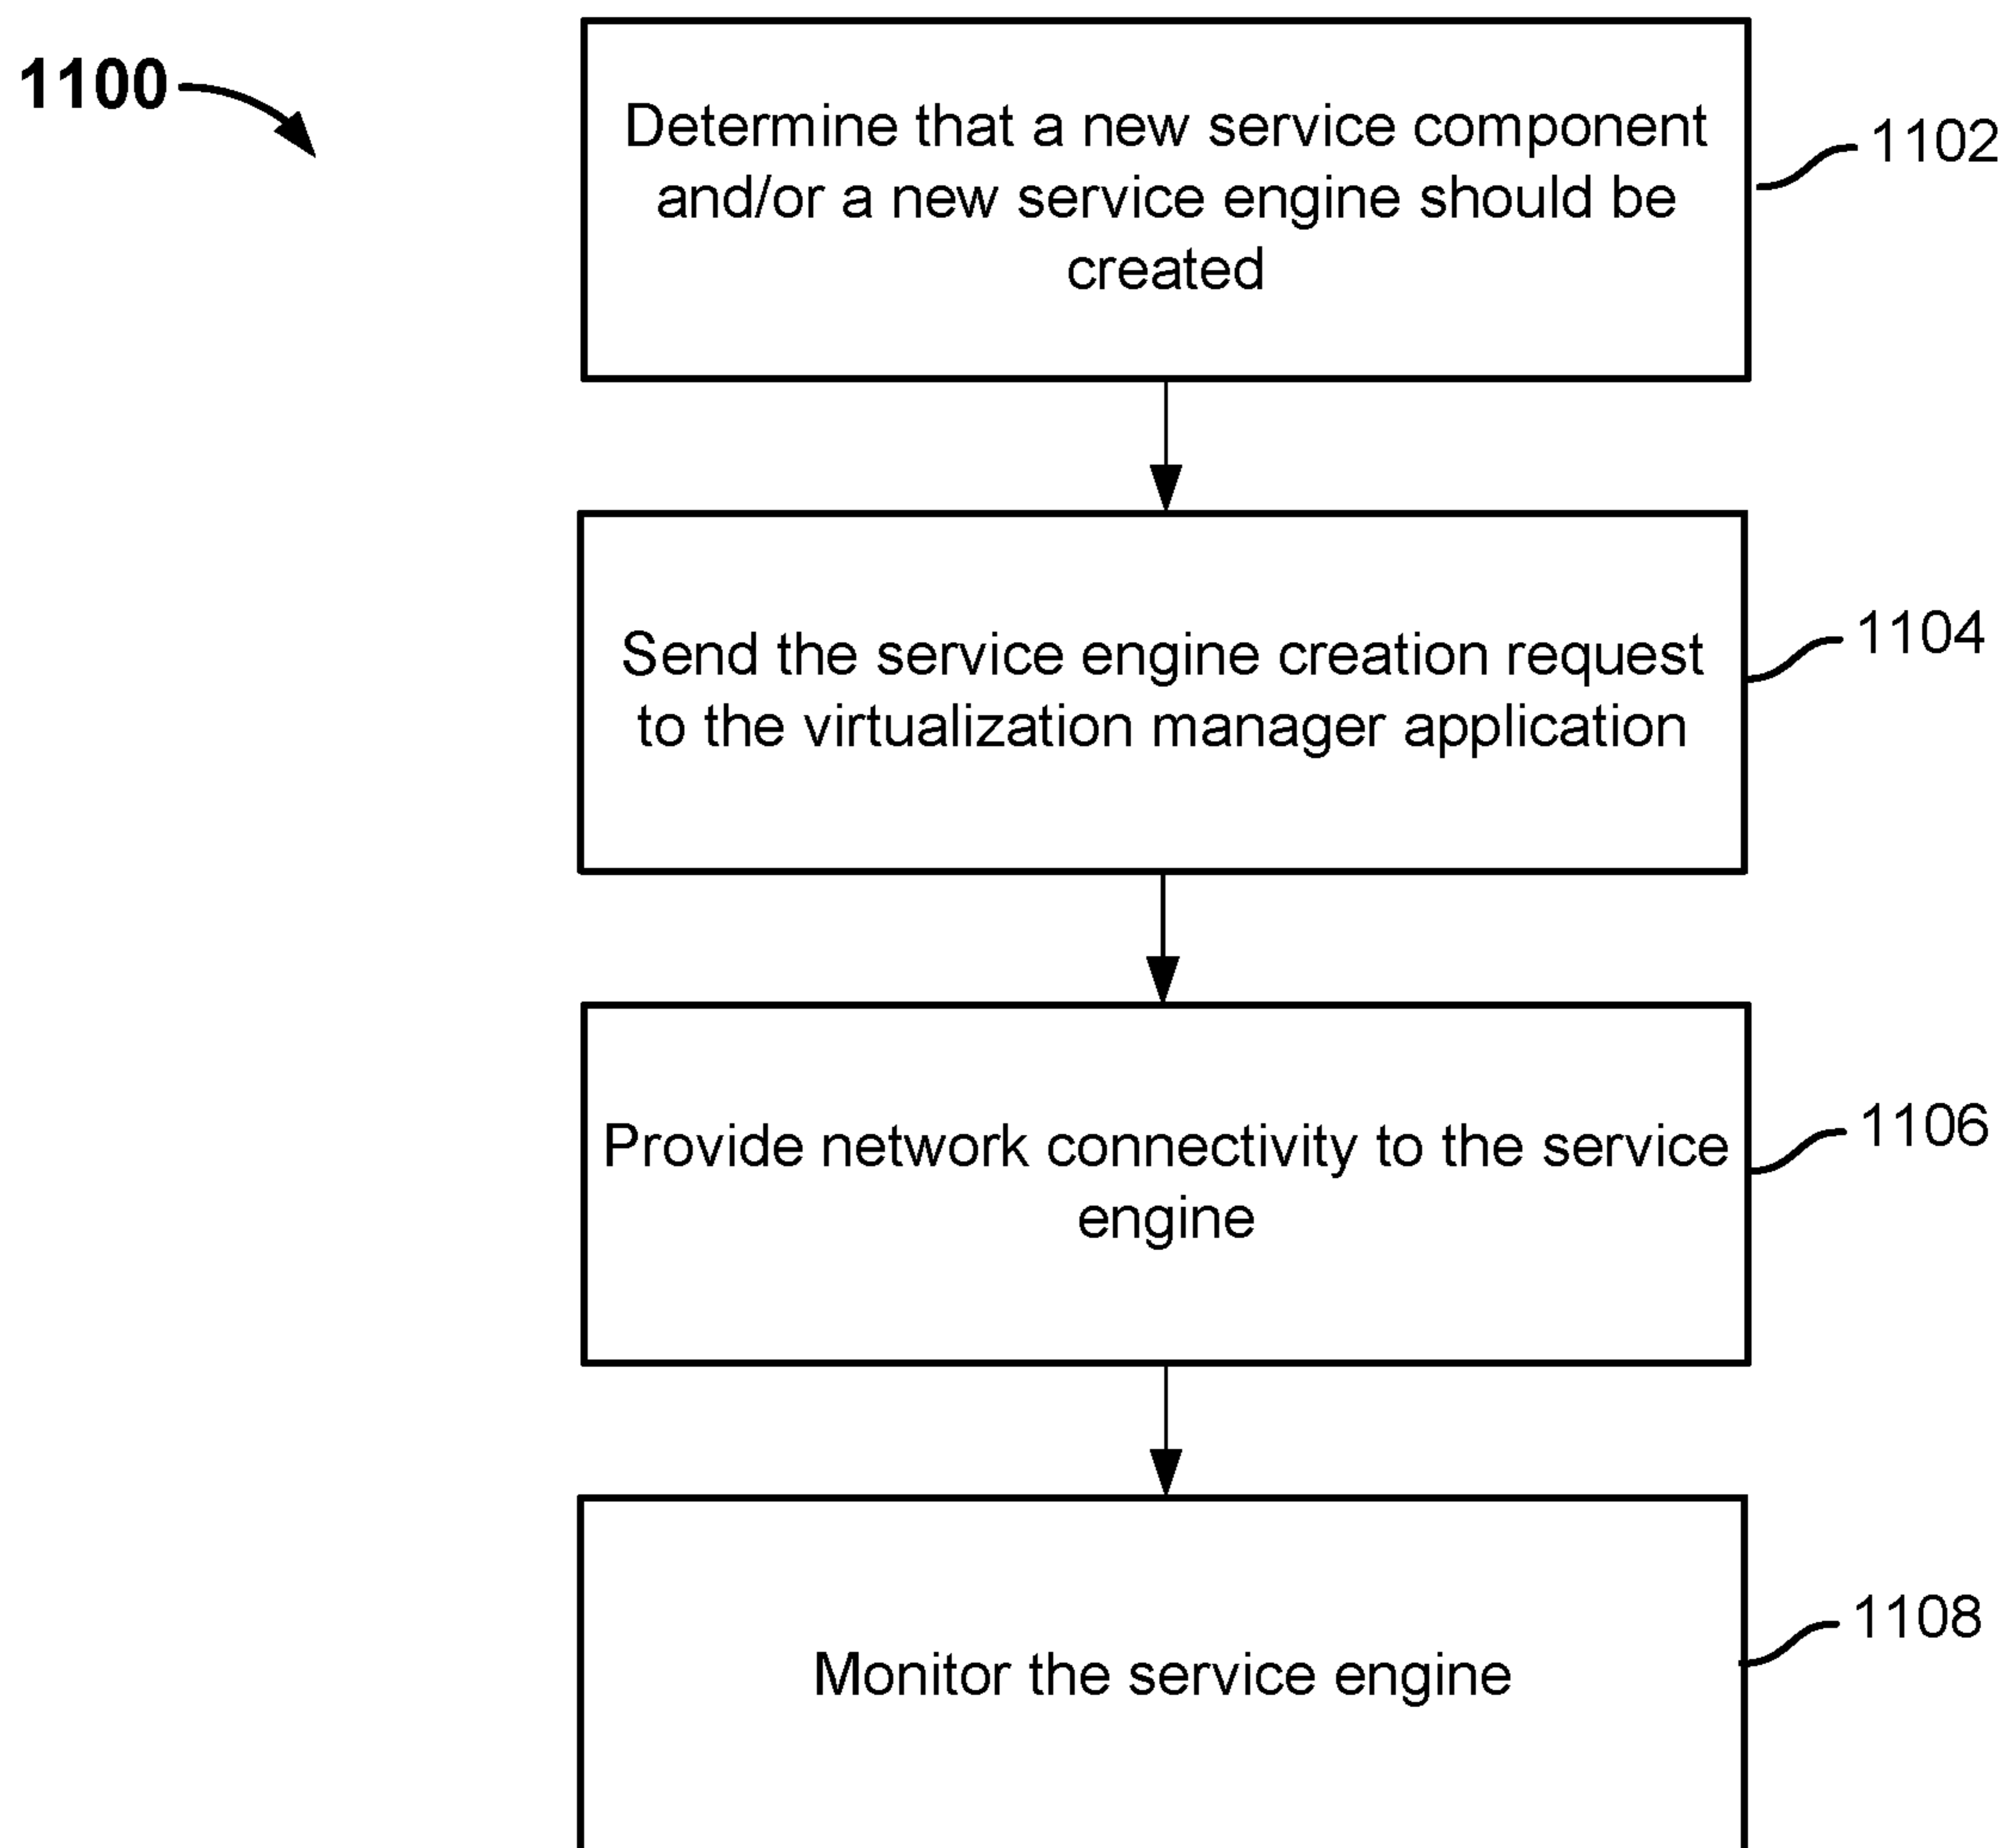 1100
Determine that a new service component
and/or a new service engine should be
created
1102
Send the service engine creation request
to the virtualization manager application
1104
Provide network connectivity to the service
engine
1106
Monitor the service engine
1108